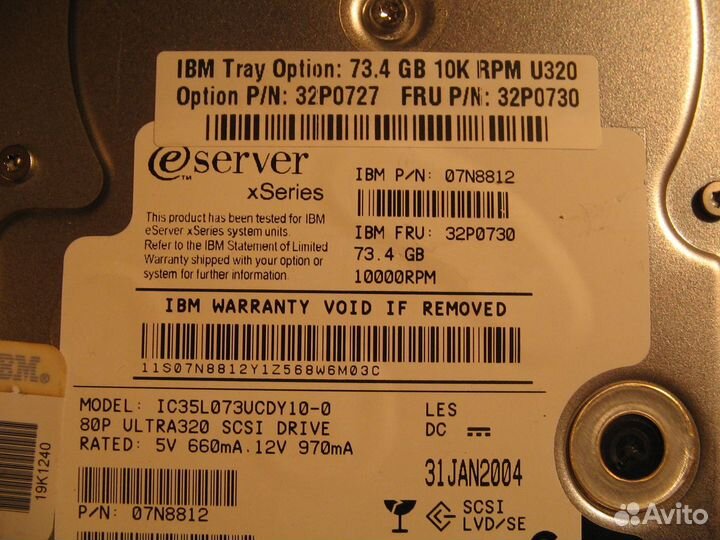 IBM Tray Option: 73.4 GB 10K RPM U320
Option P/N: 32P0727 FRU P/N: 32P0730
eserver
TM
xSeries
This product has been tested for IBM
eServer xSeries system units.
Refer to the IBM Statement of Limited
Warranty shipped with your option or
system for further information.
IBM P/N: 07N8812
IBM FRU: 32P0730
73.4 GB
10000RPM
IBM WARRANTY VOID IF REMOVED
11S07N8812Y1Z568W6M03C
IBM®
19K1240
MODEL: IC35L073UCDY10-0
80P ULTRA320 SCSI DRIVE
RATED: 5V 660mA.12V 970mA
LES
DC
31JAN2004
P/N: 07N8812
SCSI
LVD/SE
Avito